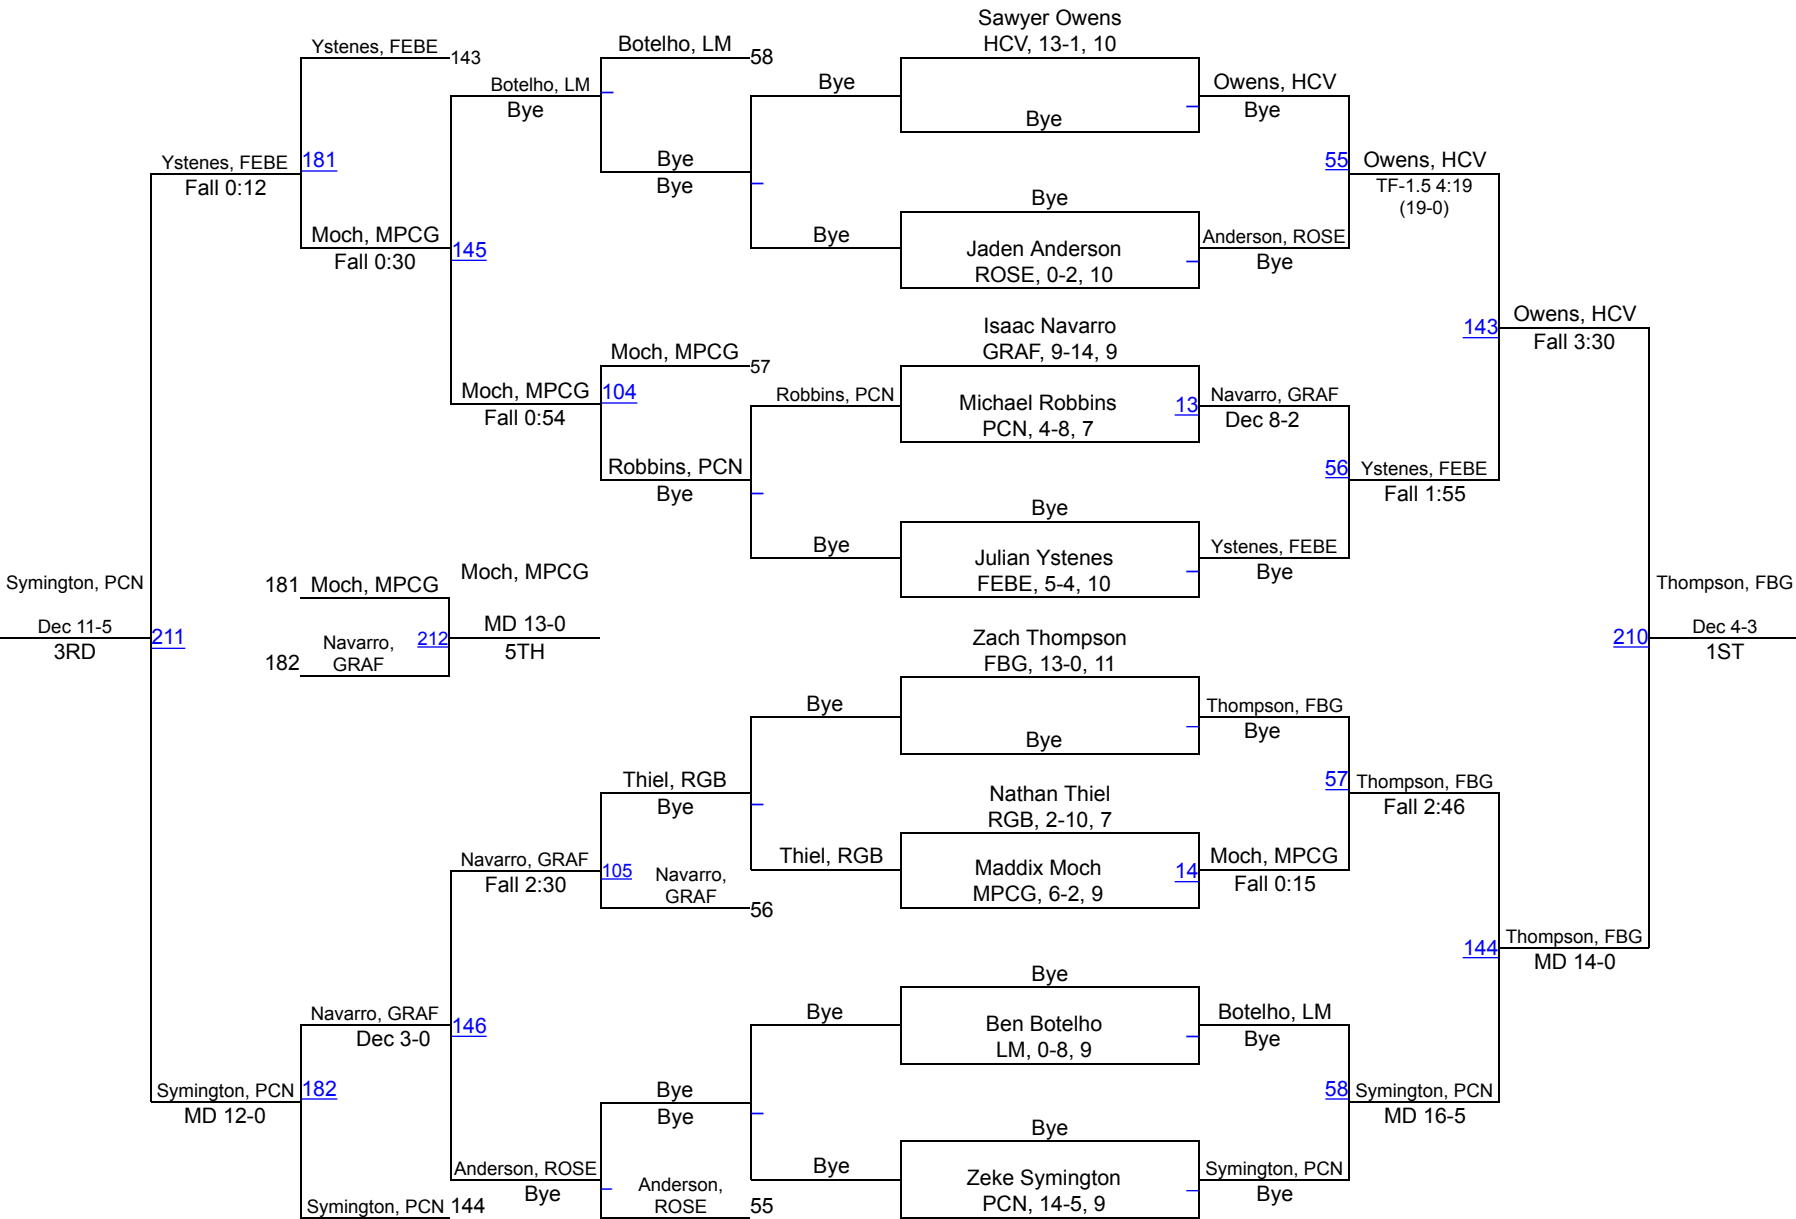 Sawyer Owens
HCV, 13-1, 10
Ystenes, FEBE
143
Botelho, LM
58
Botelho, LM
Bye
Bye
Owens, HCV
Bye
Bye
Ystenes, FEBE
181
Fall 0:12
Bye
Bye
55
Owens, HCV
TF-1.5 4:19
(19-0)
Bye
Moch, MPCG
Fall 0:30
145
Bye
Jaden Anderson
ROSE, 0-2, 10
Anderson, ROSE
Bye
Isaac Navarro
GRAF, 9-14, 9
143
Owens, HCV
Fall 3:30
Moch, MPCG
57
Moch, MPCG
Fall 0:54
104
Robbins, PCN
Michael Robbins
PCN, 4-8, 7
13
Navarro, GRAF
Dec 8-2
Robbins, PCN
Bye
56
Ystenes, FEBE
Fall 1:55
Bye
Bye
Julian Ystenes
FEBE, 5-4, 10
Ystenes, FEBE
Bye
Symington, PCN
Dec 11-5
3RD
211
181
Moch, MPCG
Moch, MPCG
182
Navarro,
GRAF
212
MD 13-0
5TH
Thompson, FBG
210
Dec 4-3
1ST
Zach Thompson
FBG, 13-0, 11
Bye
Thompson, FBG
Bye
Bye
Thiel, RGB
Bye
Nathan Thiel
RGB, 2-10, 7
57
Thompson, FBG
Fall 2:46
Navarro, GRAF
Fall 2:30
105
Navarro,
GRAF
56
Thiel, RGB
Maddix Moch
MPCG, 6-2, 9
14
Moch, MPCG
Fall 0:15
144
Thompson, FBG
MD 14-0
Bye
Navarro, GRAF
Dec 3-0
146
Bye
Ben Botelho
LM, 0-8, 9
Botelho, LM
Bye
Symington, PCN
MD 12-0
182
Bye
Bye
58
Symington, PCN
MD 16-5
Bye
Anderson, ROSE
Bye
Anderson,
ROSE
55
Bye
Zeke Symington
PCN, 14-5, 9
Symington, PCN
Bye
Symington, PCN
144